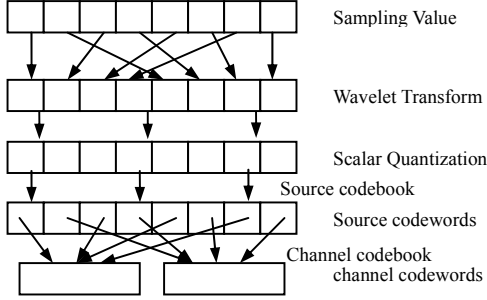 Sampling Value
Wavelet Transform
Scalar Quantization
Source codebook
Source codewords
Channel codebook
channel codewords